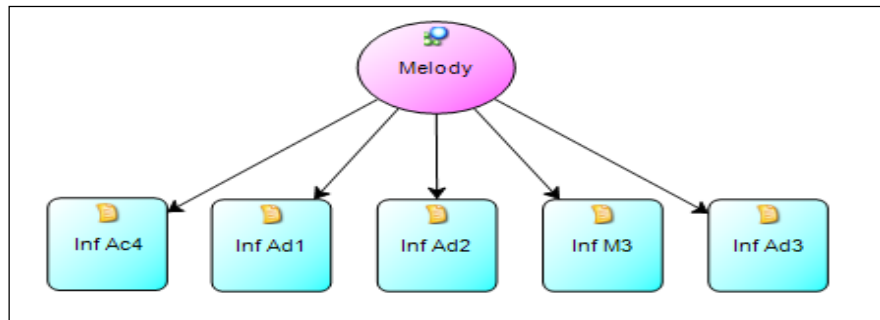 Melody
Inf Ac4
Inf Ad1
Inf Ad2
Inf M3
Inf Ad3